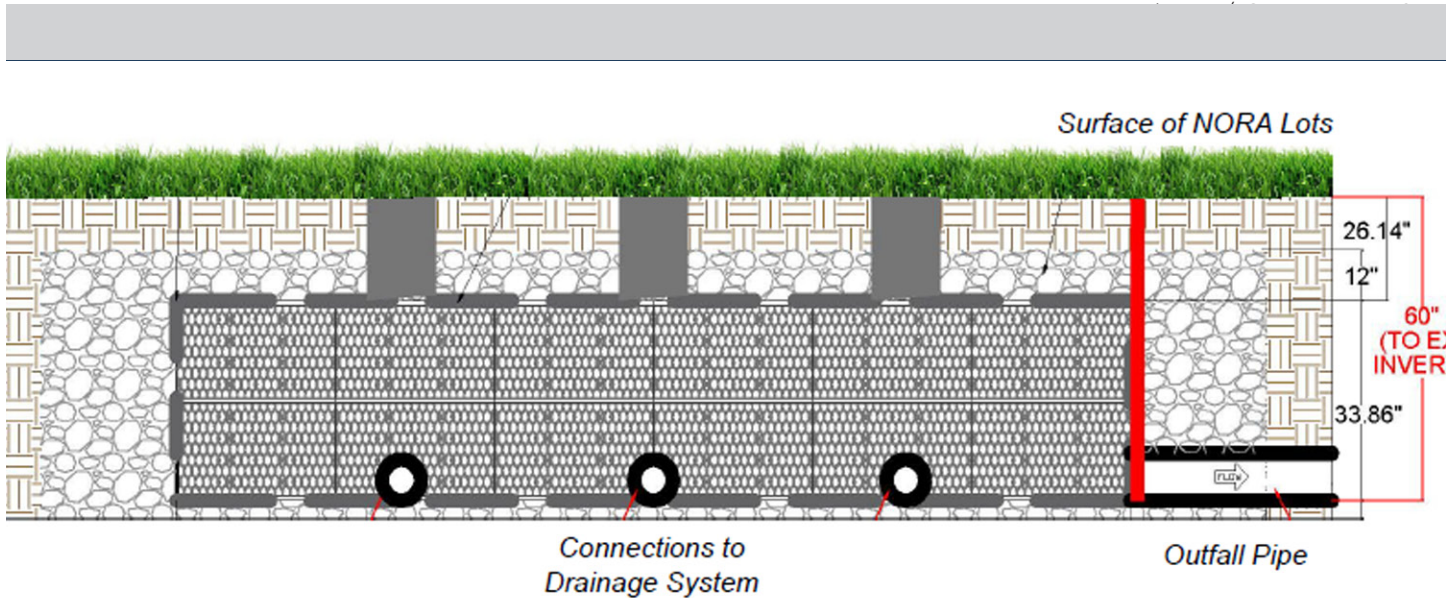 Surface of NORA Lots
26.14"
12"
60"
(TO EX
INVER
33.86"
FLOW
Connections to
Drainage System
Outfall Pipe